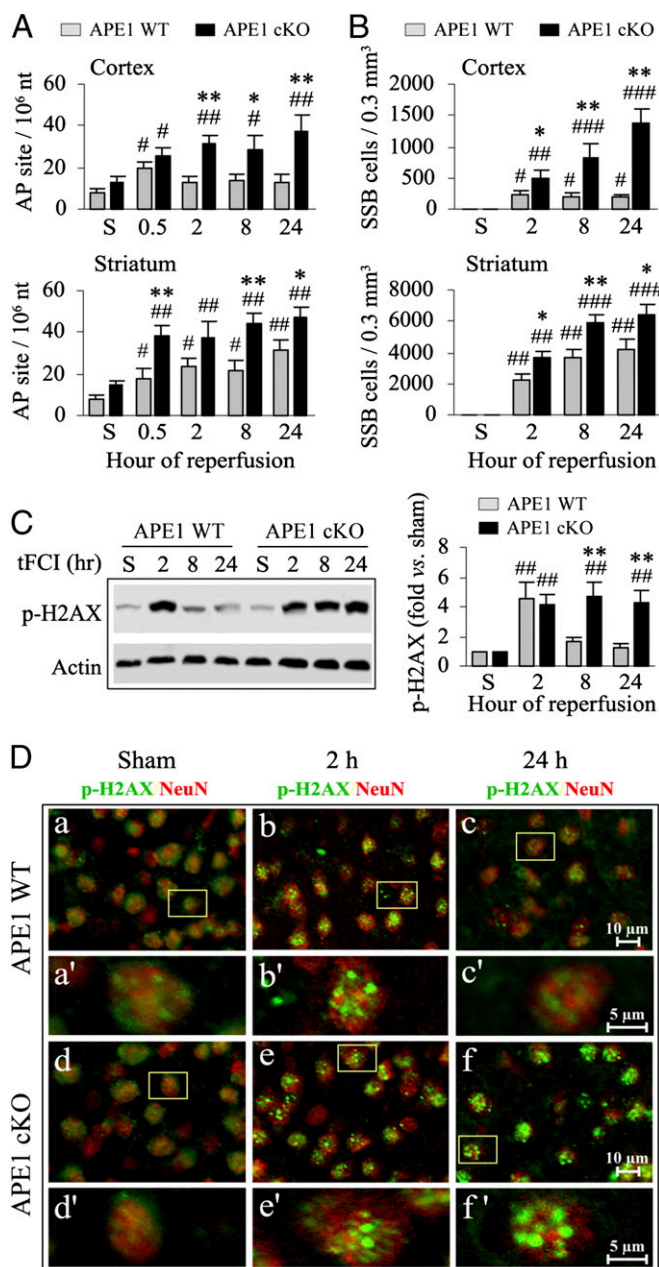 A APE1 WT APE1 cKO
Cortex
AP site / 10⁶ nt
60
40
20
0
# # ** ## * # ** ##
S 0.5 2 8 24
Striatum
AP site / 10⁶ nt
60
40
20
0
# ** ## # ## # ** ## ## * ##
S 0.5 2 8 24
Hour of reperfusion
B APE1 WT APE1 cKO
Cortex
SSB cells / 0.3 mm³
2000
1500
1000
500
0
# * ## # ** ### # ** ###
S 2 8 24
Striatum
SSB cells / 0.3 mm³
8000
6000
4000
2000
0
## * ## ## ** ### ## * ###
S 2 8 24
Hour of reperfusion
C APE1 WT APE1 cKO
tFCI (hr) S 2 8 24 S 2 8 24
p-H2AX
Actin
APE1 WT
APE1 cKO
p-H2AX (fold vs. sham)
8
6
4
2
0
## ## ** ## ** ##
S 2 8 24
Hour of reperfusion
D Sham 2 h 24 h
p-H2AX/NeuN p-H2AX/NeuN p-H2AX/NeuN
APE1 WT
a b c
10 µm
a' b' c'
5 µm
APE1 cKO
d e f
10 µm
d' e' f'
5 µm